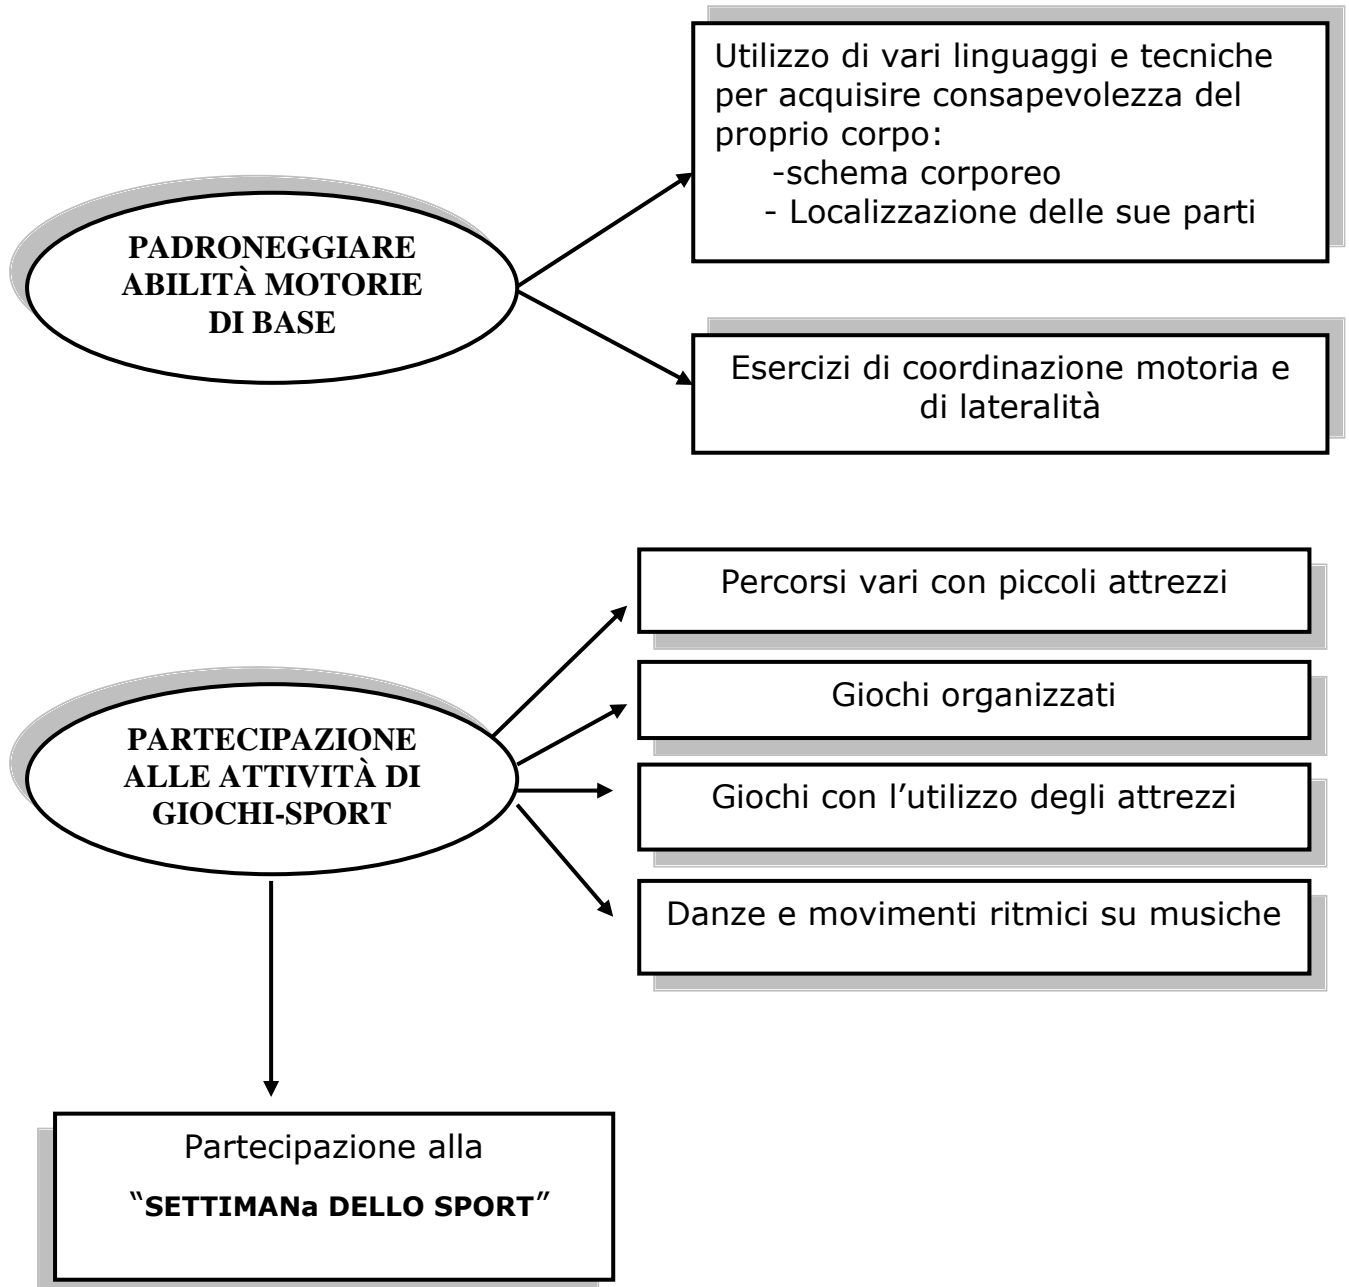 Utilizzo di vari linguaggi e tecniche
per acquisire consapevolezza del
proprio corpo:
-schema corporeo
- Localizzazione delle sue parti
PADRONEGGIARE
ABILITÀ MOTORIE
DI BASE
Esercizi di coordinazione motoria e
di lateralità
Percorsi vari con piccoli attrezzi
Giochi organizzati
PARTECIPAZIONE
ALLE ATTIVITÀ DI
GIOCHI-SPORT
Giochi con l’utilizzo degli attrezzi
Danze e movimenti ritmici su musiche
Partecipazione alla
“SETTIMANa DELLO SPORT”